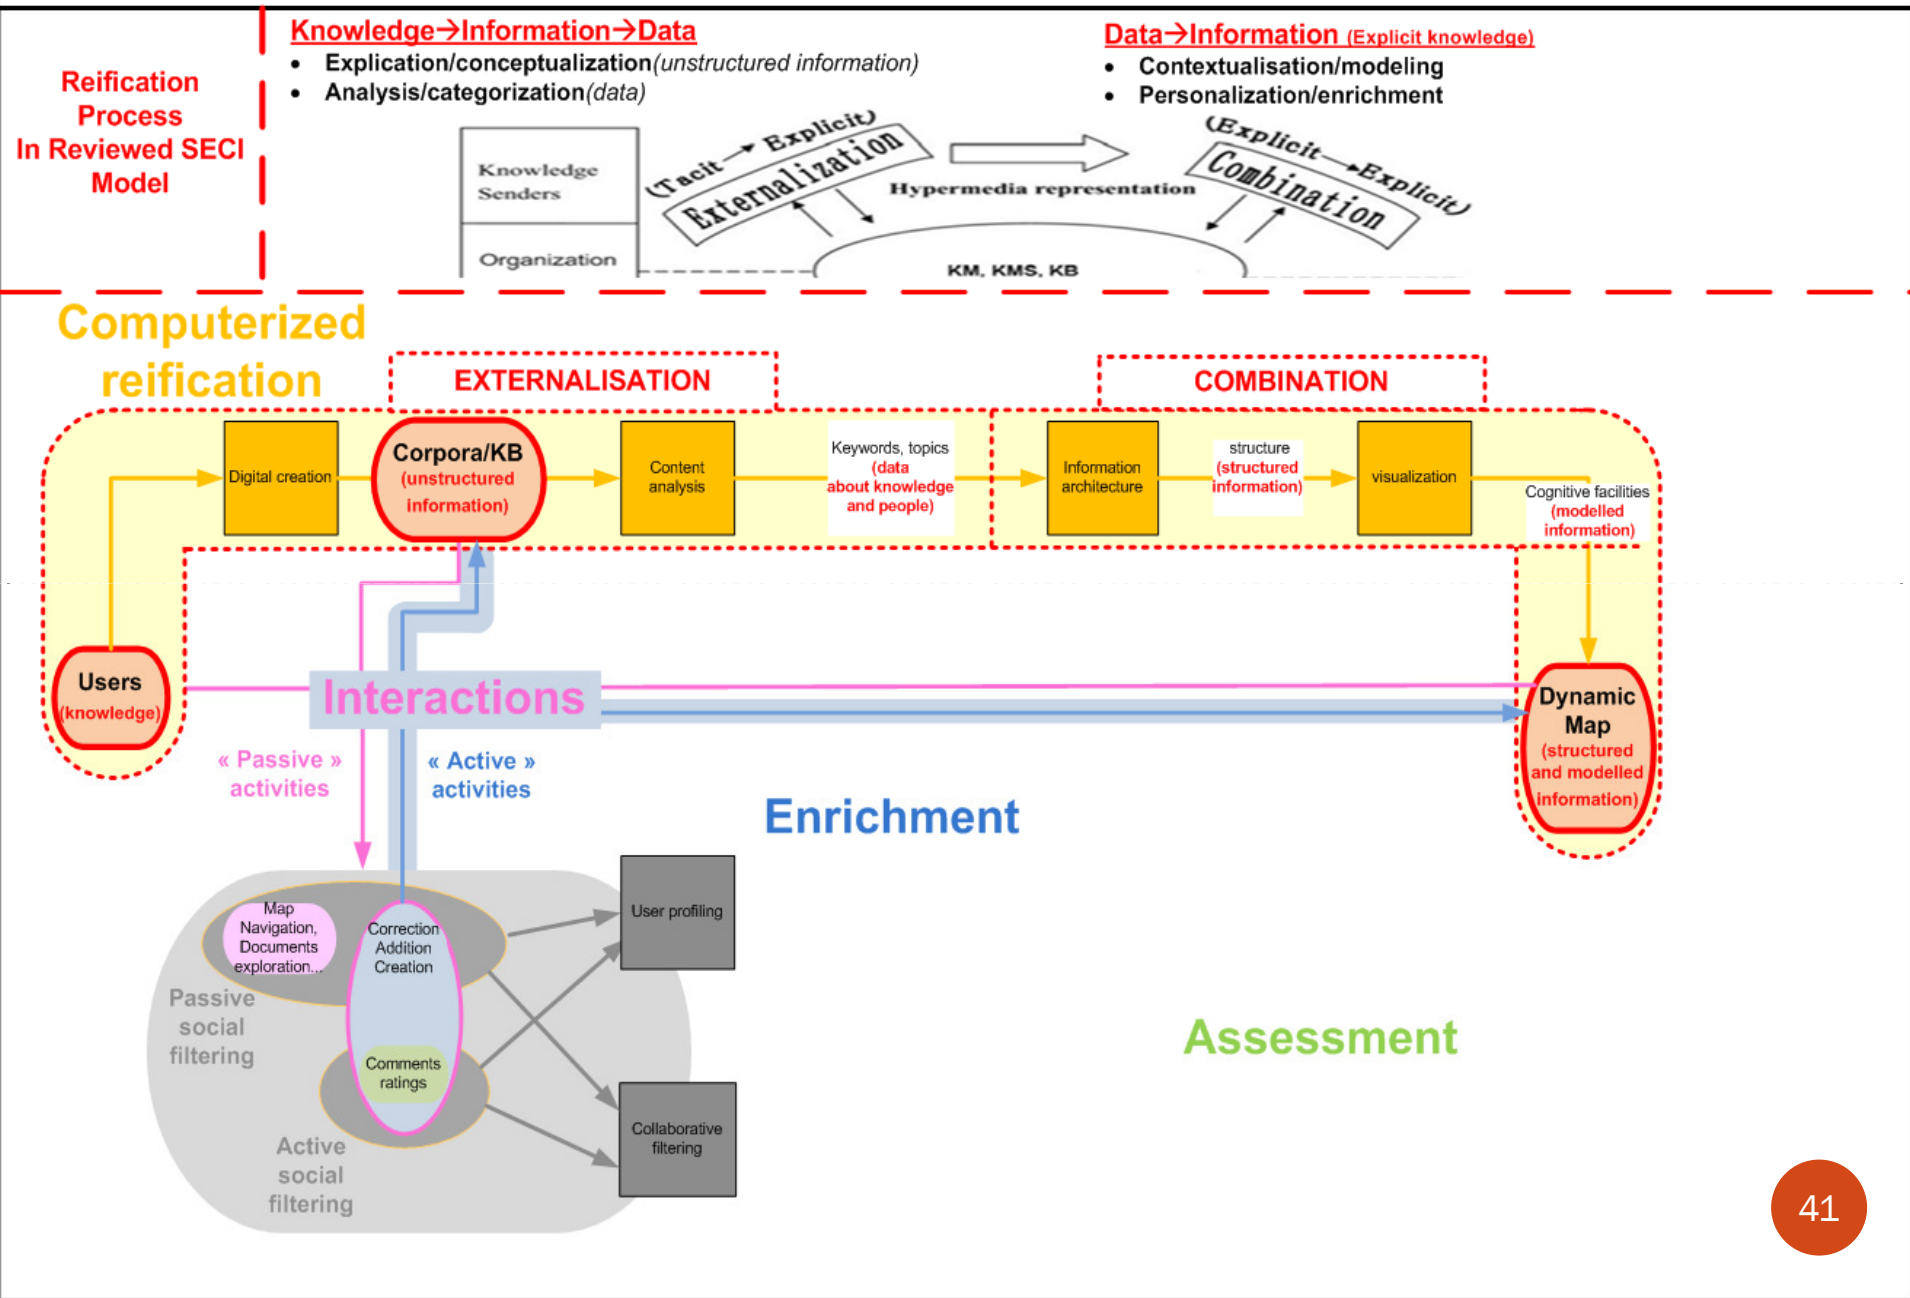 Reification
Process
In Reviewed SECI
Model
Knowledge→Information→Data
• Explication/conceptualization(unstructured information)
• Analysis/categorization(data)
Data→Information (Explicit knowledge)
• Contextualisation/modeling
• Personalization/enrichment
Knowledge
Senders
Organization
(Tacit → Explicit)
Externalization
Hypermedia representation
(Explicit→Explicit)
Combination
KM, KMS, KB
Computerized
reification
EXTERNALISATION
COMBINATION
Digital creation
Corpora/KB
(unstructured
information)
Content
analysis
Keywords, topics
(data
about knowledge
and people)
Information
architecture
structure
(structured
information)
visualization
Cognitive facilities
(modelled
information)
Users
(knowledge)
Interactions
Dynamic
Map
(structured
and modelled
information)
« Passive »
activities
« Active »
activities
Enrichment
Map
Navigation,
Documents
exploration...
Correction
Addition
Creation
User profiling
Passive
social
filtering
Comments
ratings
Active
social
filtering
Collaborative
filtering
Assessment
41